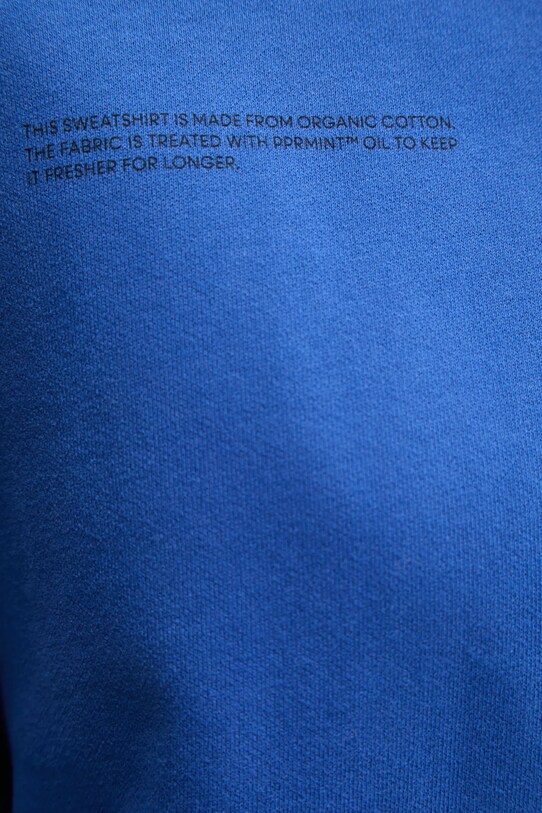 THIS SWEATSHIRT IS MADE FROM ORGANIC COTTON.
THE FABRIC IS TREATED WITH PPRMINT™ OIL TO KEEP
IT FRESHER FOR LONGER.